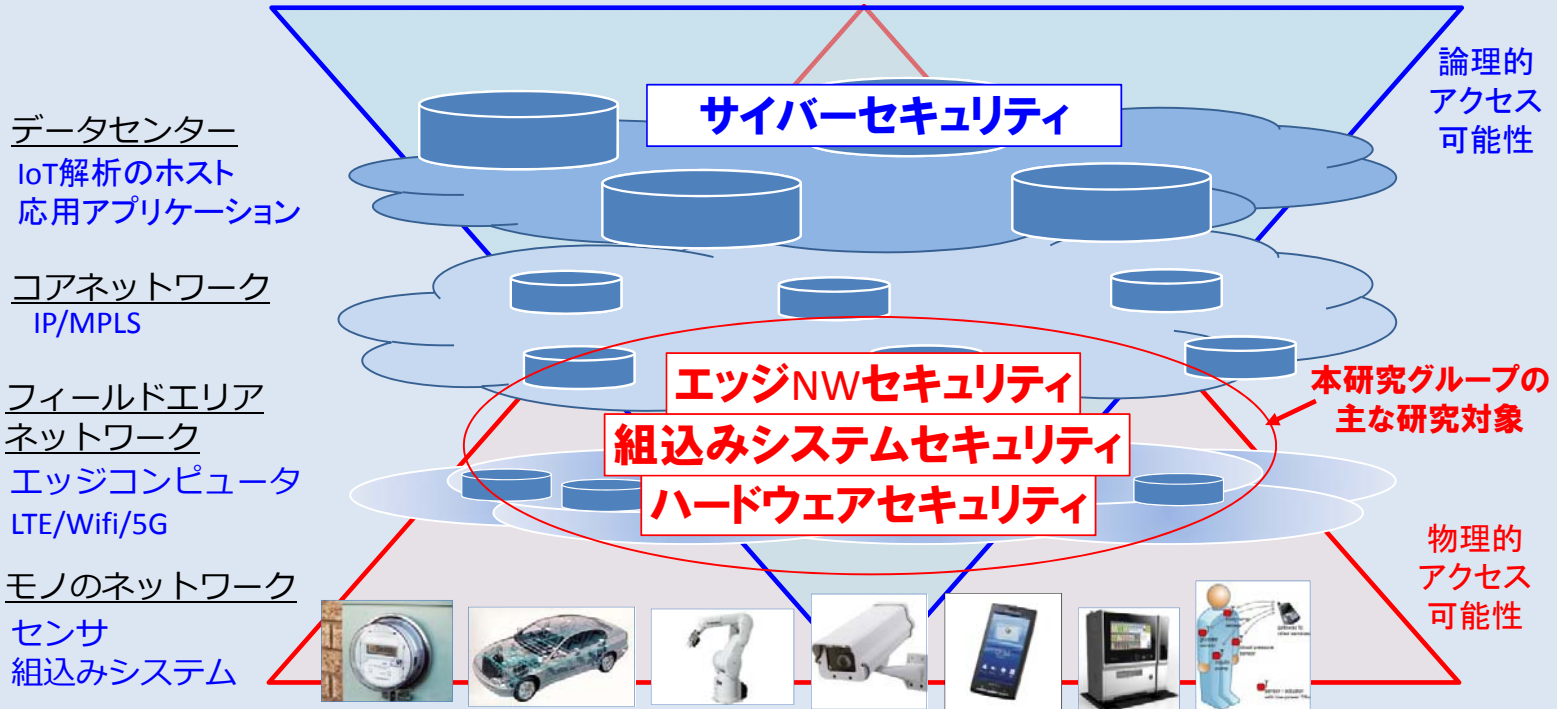 サイバーセキュリティ
論理的
アクセス
可能性
データセンター
IoT解析のホスト
応用アプリケーション
コアネットワーク
IP/MPLS
エッジNWセキュリティ
組込みシステムセキュリティ
ハードウェアセキュリティ
本研究グループの
主な研究対象
フィールドエリア
ネットワーク
エッジコンピュータ
LTE/Wifi/5G
物理的
アクセス
可能性
モノのネットワーク
センサ
組込みシステム